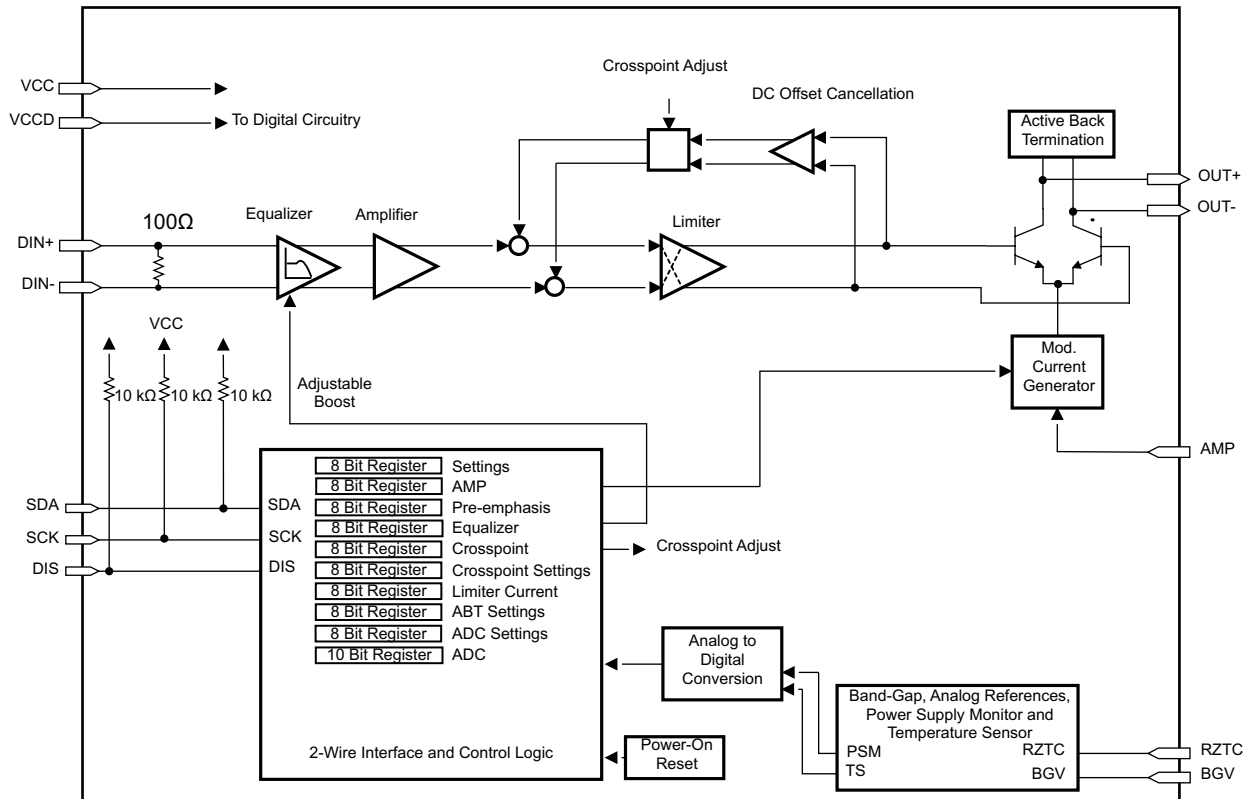 Crosspoint Adjust
VCC
DC Offset Cancellation
Active Back
Termination
VCCD
To Digital Circuitry
OUT+
OUT-
100Ω
Equalizer
Amplifier
Limiter
DIN+
DIN-
VCC
Mod.
Current
Generator
10 kΩ
10 kΩ
10 kΩ
Adjustable
Boost
AMP
8 Bit Register Settings
8 Bit Register AMP
SDA
SDA
8 Bit Register Pre-emphasis
8 Bit Register Equalizer
SCK
SCK
8 Bit Register Crosspoint
Crosspoint Adjust
DIS
DIS
8 Bit Register Crosspoint Settings
8 Bit Register Limiter Current
8 Bit Register ABT Settings
8 Bit Register ADC Settings
10 Bit Register ADC
Analog to
Digital
Conversion
Band-Gap, Analog References,
Power Supply Monitor and
Temperature Sensor
2-Wire Interface and Control Logic
Power-On
Reset
PSM
TS
RZTC
BGV
RZTC
BGV